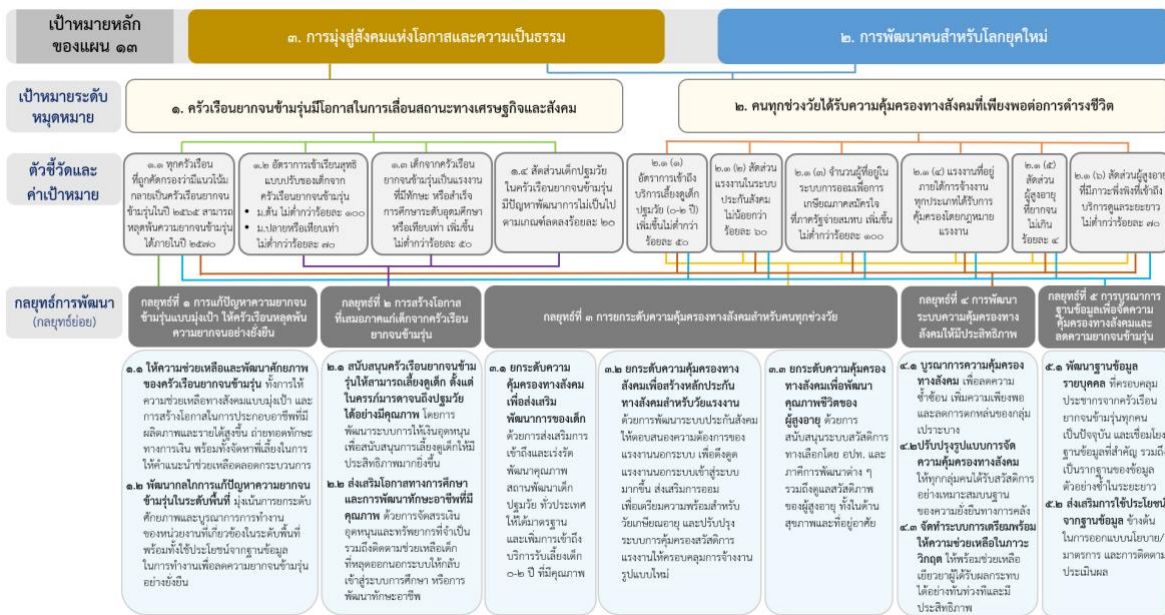 เป้าหมายหลัก
ของแผน ๑๓
๓. การมุ่งสู่สังคมแห่งโอกาสและความเป็นธรรม
๒. การพัฒนาคนสำหรับโลกยุคใหม่
เป้าหมายระดับ
หมุดหมาย
๑. ครัวเรือนยากจนข้ามรุ่นมีโอกาสในการเลื่อนสถานะทางเศรษฐกิจและสังคม
๒. คนทุกช่วงวัยได้รับความคุ้มครองทางสังคมที่เพียงพอต่อการดำรงชีวิต
ตัวชี้วัดและ
ค่าเป้าหมาย
๑.๑ ทุกครัวเรือน
ที่ถูกคัดกรองว่ามีแนวโน้ม
กลายเป็นครัวเรือนยากจน
ข้ามรุ่นในปี ๒๕๖๕ สามารถ
หลุดพ้นความยากจนข้ามรุ่น
ได้ภายในปี ๒๕๗๐
๑.๒ อัตราการเข้าเรียนสุทธิ
แบบปรับของเด็กจาก
ครัวเรือนยากจนข้ามรุ่น
• ม.ต้น ไม่ต่ำกว่าร้อยละ ๑๐๐
• ม.ปลายหรือเทียบเท่า
ไม่ต่ำกว่าร้อยละ ๗๐
๑.๓ เด็กจากครัวเรือน
ยากจนข้ามรุ่นเป็นแรงงาน
ที่มีทักษะ หรือสำเร็จ
การศึกษาระดับอุดมศึกษา
หรือเทียบเท่า เพิ่มขึ้น
ไม่ต่ำกว่าร้อยละ ๕๐
๑.๔ สัดส่วนเด็กปฐมวัย
ในครัวเรือนยากจนข้ามรุ่น
มีปัญหาพัฒนาการไม่เป็นไป
ตามเกณฑ์ลดลงร้อยละ ๒๐
๒.๑ (๑)
อัตราการเข้าถึง
บริการเลี้ยงดูเด็ก
ปฐมวัย (๐-๒ ปี)
เพิ่มขึ้นไม่ต่ำกว่า
ร้อยละ ๕๐
๒.๑ (๒) สัดส่วน
แรงงานในระบบ
ประกันสังคม
ไม่น้อยกว่า
ร้อยละ ๖๐
๒.๑ (๓) จำนวนผู้ที่อยู่ใน
ระบบการออมเพื่อการ
เกษียณภาคสมัครใจ
ที่ภาครัฐจ่ายสมทบ เพิ่มขึ้น
ไม่ต่ำกว่าร้อยละ ๑๐๐
๒.๑ (๔) แรงงานที่อยู่
ภายใต้การจ้างงาน
ทุกประเภทได้รับการ
คุ้มครองโดยกฎหมาย
แรงงาน
๒.๑ (๕)
สัดส่วน
ผู้สูงอายุ
ที่ยากจน
ไม่เกิน
ร้อยละ ๔
๒.๑ (๖) สัดส่วนผู้สูงอายุ
ที่มีภาวะพึ่งพิงที่เข้าถึง
บริการดูแลระยะยาว
ไม่ต่ำกว่าร้อยละ ๗๐
กลยุทธ์การพัฒนา
(กลยุทธ์ย่อย)
กลยุทธ์ที่ ๑ การแก้ปัญหาความยากจน
ข้ามรุ่นแบบมุ่งเป้า ให้ครัวเรือนหลุดพ้น
ความยากจนอย่างยั่งยืน
กลยุทธ์ที่ ๒ การสร้างโอกาส
ที่เสมอภาคแก่เด็กจากครัวเรือน
ยากจนข้ามรุ่น
กลยุทธ์ที่ ๓ การยกระดับความคุ้มครองทางสังคมสำหรับคนทุกช่วงวัย
กลยุทธ์ที่ ๔ การพัฒนา
ระบบความคุ้มครองทาง
สังคมให้มีประสิทธิภาพ
กลยุทธ์ที่ ๕ การบูรณาการ
ฐานข้อมูลเพื่อจัดความ
คุ้มครองทางสังคมและ
ลดความยากจนข้ามรุ่น
๑.๑ ให้ความช่วยเหลือและพัฒนาศักยภาพ
ของครัวเรือนยากจนข้ามรุ่น ทั้งการให้
ความช่วยเหลือทางสังคมแบบมุ่งเป้า และ
การสร้างโอกาสในการประกอบอาชีพที่มี
ผลิตภาพและรายได้สูงขึ้น ถ่ายทอดทักษะ
ทางการเงิน พร้อมทั้งจัดหาพี่เลี้ยงในการ
ให้คำแนะนำช่วยเหลือตลอดกระบวนการ
๑.๒ พัฒนากลไกการแก้ปัญหาความยากจน
ข้ามรุ่นในระดับพื้นที่ มุ่งเน้นการยกระดับ
ศักยภาพและบูรณาการการทำงาน
ของหน่วยงานที่เกี่ยวข้องในระดับพื้นที่
พร้อมทั้งใช้ประโยชน์จากฐานข้อมูล
ในการทำงานเพื่อลดความยากจนข้ามรุ่น
อย่างยั่งยืน
๒.๑ สนับสนุนครัวเรือนยากจนข้าม
รุ่นให้สามารถเลี้ยงดูเด็ก ตั้งแต่
ในครรภ์มารดาจนถึงปฐมวัย
ได้อย่างมีคุณภาพ โดยการ
พัฒนาระบบการให้เงินอุดหนุน
เพื่อสนับสนุนการเลี้ยงดูเด็กให้มี
ประสิทธิภาพมากยิ่งขึ้น
๒.๒ ส่งเสริมโอกาสทางการศึกษา
และการพัฒนาทักษะอาชีพที่มี
คุณภาพ ด้วยการจัดสรรเงิน
อุดหนุนและทรัพยากรที่จำเป็น
รวมถึงติดตามช่วยเหลือเด็ก
ที่หลุดออกนอกระบบให้กลับ
เข้าสู่ระบบการศึกษา หรือการ
พัฒนาทักษะอาชีพ
๓.๑ ยกระดับความ
คุ้มครองทางสังคม
เพื่อส่งเสริม
พัฒนาการของเด็ก
ด้วยการส่งเสริมการ
เข้าถึงและเร่งรัด
พัฒนาคุณภาพ
สถานพัฒนาเด็ก
ปฐมวัย ทั่วประเทศ
ให้ได้มาตรฐาน
และเพิ่มการเข้าถึง
บริการรับเลี้ยงเด็ก
๐-๒ ปี ที่มีคุณภาพ
๓.๒ ยกระดับความคุ้มครองทาง
สังคมเพื่อสร้างหลักประกัน
ทางสังคมสำหรับวัยแรงงาน
ด้วยการพัฒนาระบบประกันสังคม
ให้ตอบสนองความต้องการของ
แรงงานนอกระบบ เพื่อดึงดูด
แรงงานนอกระบบเข้าสู่ระบบ
มากขึ้น ส่งเสริมการออม
เพื่อเตรียมความพร้อมสำหรับ
วัยเกษียณอายุ และปรับปรุง
ระบบการคุ้มครองสวัสดิการ
แรงงานให้ครอบคลุมการจ้างงาน
รูปแบบใหม่
๓.๓ ยกระดับความคุ้มครอง
ทางสังคมเพื่อพัฒนา
คุณภาพชีวิตของ
ผู้สูงอายุ ด้วยการ
สนับสนุนระบบสวัสดิการ
ทางเลือกโดย อปท. และ
ภาคีการพัฒนาต่าง ๆ
รวมถึงดูแลสวัสดิภาพ
ของผู้สูงอายุ ทั้งในด้าน
สุขภาพและที่อยู่อาศัย
๔.๑ บูรณาการความคุ้มครอง
ทางสังคม เพื่อลดความ
ซ้ำซ้อน เพิ่มความเพียงพอ
และลดการตกหล่นของกลุ่ม
เปราะบาง
๔.๒ปรับปรุงรูปแบบการจัด
ความคุ้มครองทางสังคม
ให้ทุกกลุ่มคนได้รับสวัสดิการ
อย่างเหมาะสมบนฐาน
ของความยั่งยืนทางการคลัง
๔.๓ จัดทำระบบการเตรียมพร้อม
ให้ความช่วยเหลือในภาวะ
วิกฤต ให้พร้อมช่วยเหลือ
เยียวยาผู้ได้รับผลกระทบ
ได้อย่างทันท่วงทีและมี
ประสิทธิภาพ
๕.๑ พัฒนาฐานข้อมูล
รายบุคคล ที่ครอบคลุม
ประชากรจากครัวเรือน
ยากจนข้ามรุ่นทุกคน
เป็นปัจจุบัน และเชื่อมโยง
ฐานข้อมูลที่สำคัญ รวมถึง
เป็นรากฐานของข้อมูล
ตัวอย่างซ้ำในระยะยาว
๕.๒ ส่งเสริมการใช้ประโยชน์
จากฐานข้อมูล ข้างต้น
ในการออกแบบนโยบาย/
มาตรการ และการติดตาม
ประเมินผล